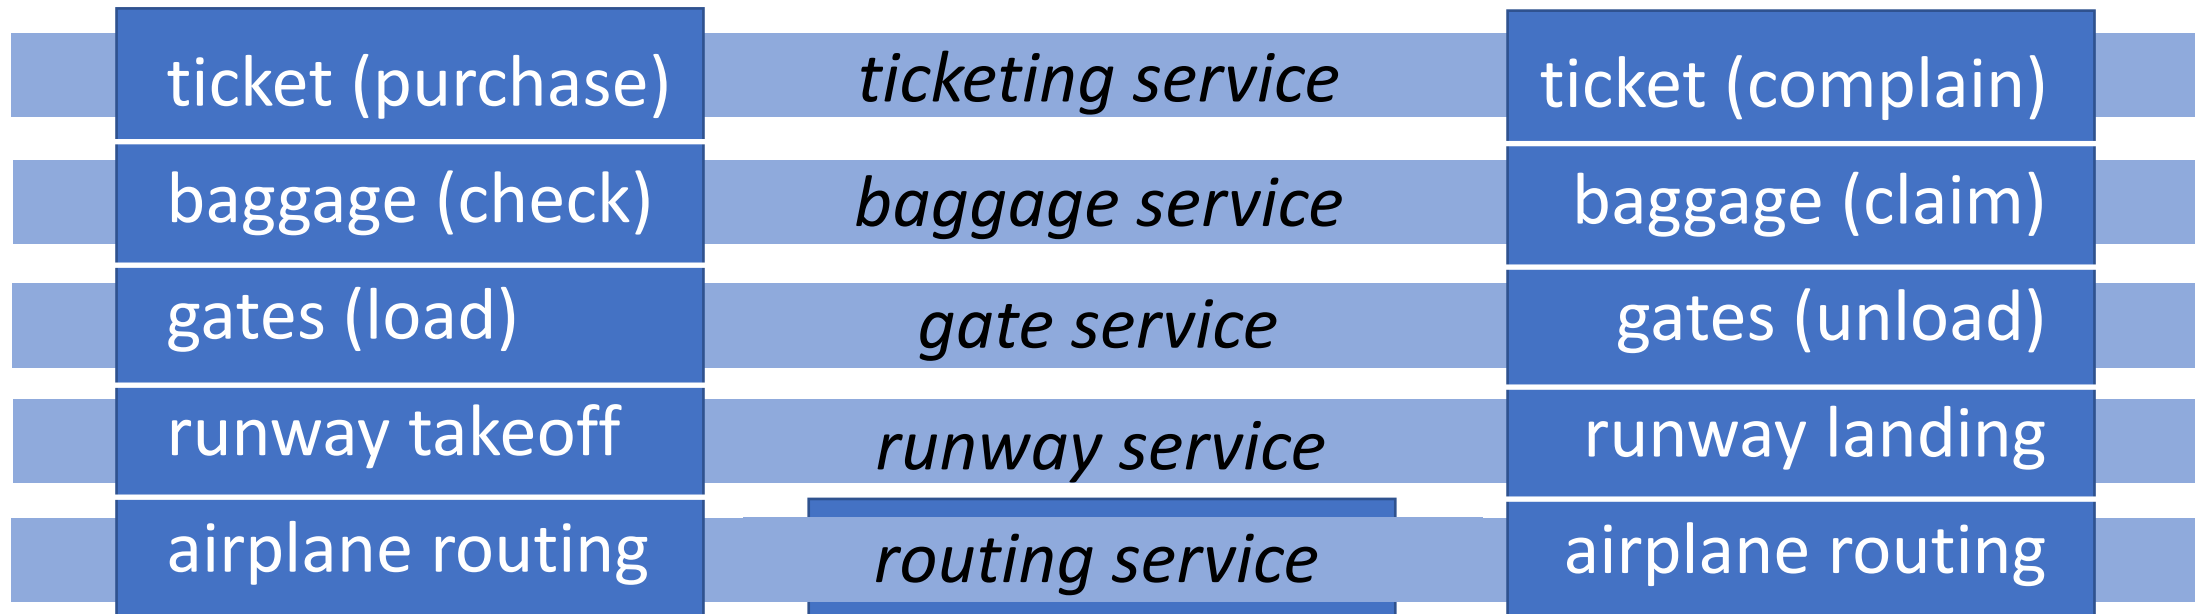 ticket (purchase) ticketing service ticket (complain)
baggage (check) baggage service baggage (claim)
gates (load) gate service gates (unload)
runway takeoff runway service runway landing
airplane routing routing service airplane routing